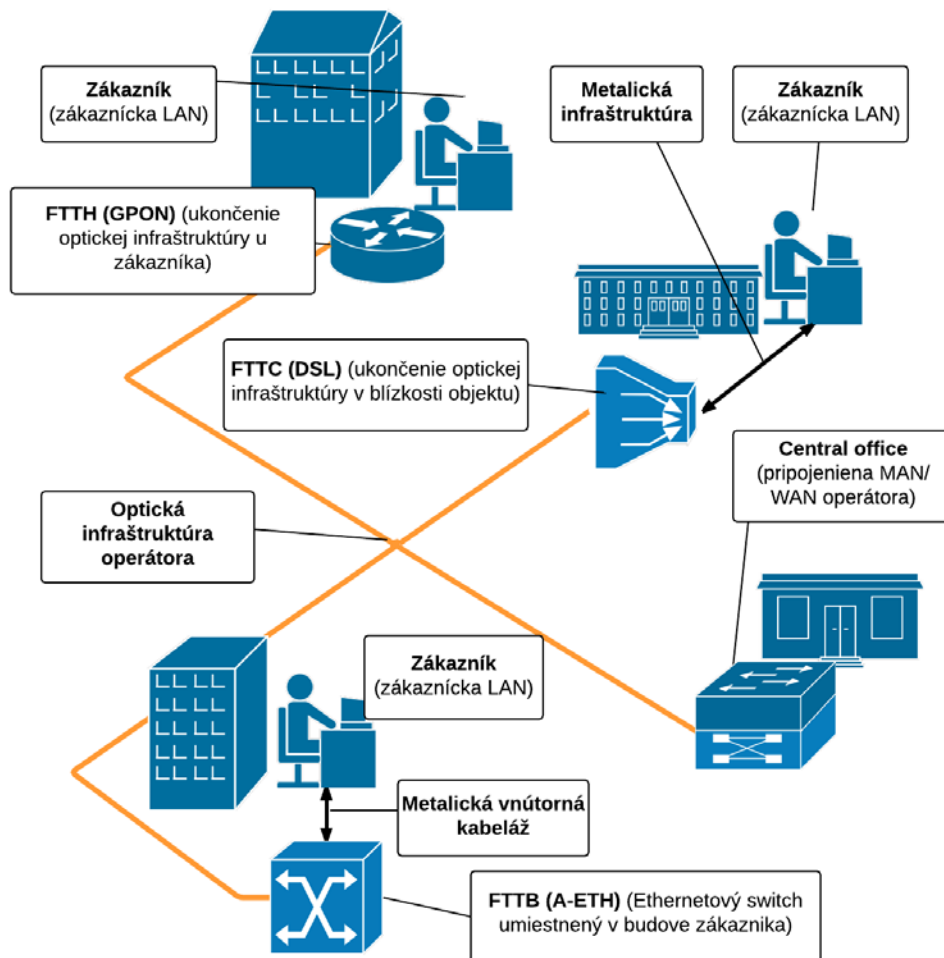 Zákazník
(zákaznícka LAN)
Metalická
infraštruktúra
Zákazník
(zákaznícka LAN)
FTTH (GPON) (ukončenie
optickej infraštruktúry u
zákazníka)
FTTC (DSL) (ukončenie optickej
infraštruktúry v blízkosti objektu)
Central office
(pripojeniena MAN/
WAN operátora)
Optická
infraštruktúra
operátora
Zákazník
(zákaznícka LAN)
Metalická vnútorná
kabeláž
FTTB (A-ETH) (Ethernetový switch
umiestnený v budove zákaznika)